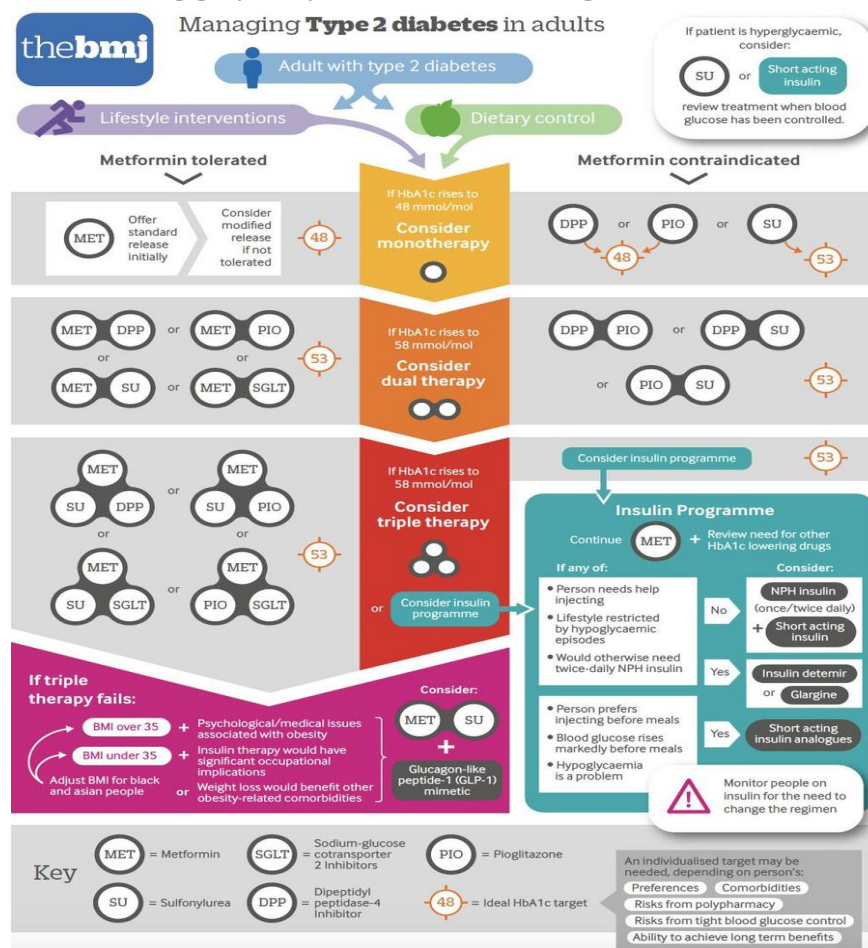 thebmj
Managing Type 2 diabetes in adults
If patient is hyperglycaemic,
consider:
SU or Short acting
insulin
review treatment when blood
glucose has been controlled.
Adult with type 2 diabetes
Lifestyle interventions
Dietary control
Metformin tolerated
Metformin contraindicated
MET
Offer
standard
release
initially
Consider
modified
release
if not
tolerated
48
If HbA1c rises to
48 mmol/mol
Consider
monotherapy
DPP or PIO or SU
48
53
MET DPP or MET PIO
or or
MET SU or MET SGLT
53
If HbA1c rises to
58 mmol/mol
Consider
dual therapy
DPP PIO or DPP SU
or PIO SU
53
MET MET
SU DPP or SU PIO
or or
MET MET
SU SGLT or PIO SGLT
53
If HbA1c rises to
58 mmol/mol
Consider
triple therapy
or Consider insulin
programme
Consider insulin programme
53
Insulin Programme
Continue MET + Review need for other
HbA1c lowering drugs
If any of:
• Person needs help
injecting
• Lifestyle restricted
by hypoglycaemic
episodes
• Would otherwise need
twice-daily NPH insulin
No
Yes
Consider:
NPH insulin
(once/twice daily)
+ Short acting
insulin
Insulin detemir
or Glargine
• Person prefers
injecting before meals
• Blood glucose rises
markedly before meals
• Hypoglycaemia
is a problem
Yes
Short acting
insulin analogues
Monitor people on
insulin for the need to
change the regimen
If triple
therapy fails:
BMI over 35 + Psychological/medical issues
associated with obesity
BMI under 35 + Insulin therapy would have
significant occupational
implications
Adjust BMI for black
and asian people
or Weight loss would benefit other
obesity-related comorbidities
Consider:
MET SU
+
Glucagon-like
peptide-1 (GLP-1)
mimetic
Key
MET = Metformin
SGLT = Sodium-glucose
cotransporter
2 Inhibitors
PIO = Pioglitazone
SU = Sulfonylurea
DPP = Dipeptidyl
peptidase-4
Inhibitor
48 = Ideal HbA1c target
An individualised target may be
needed, depending on person's:
Preferences Comorbidities
Risks from polypharmacy
Risks from tight blood glucose control
Ability to achieve long term benefits